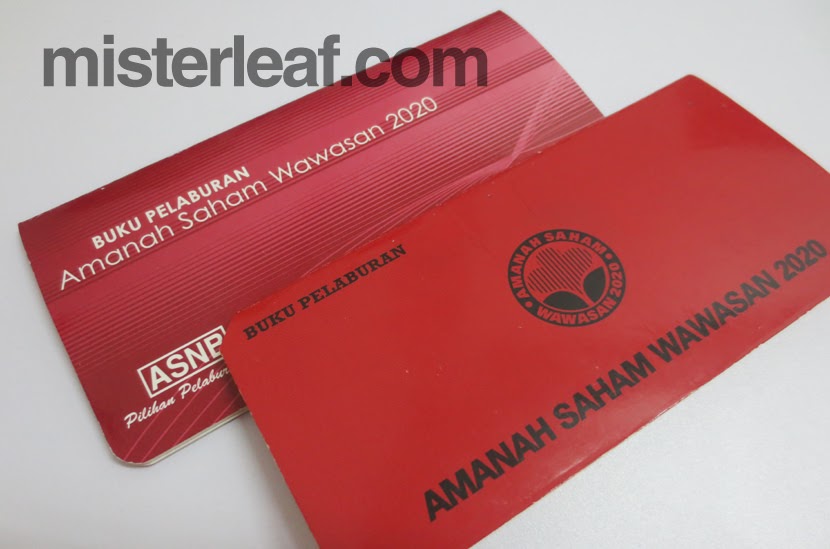 misterleaf.com
BUKU PELABURAN
Amanah Saham Wawasan 2020
ASNB
Pilihan
BUKU PELABURAN
AMANAH SAHAM
WAWASAN 2020
AMANAH SAHAM WAWASAN 2020